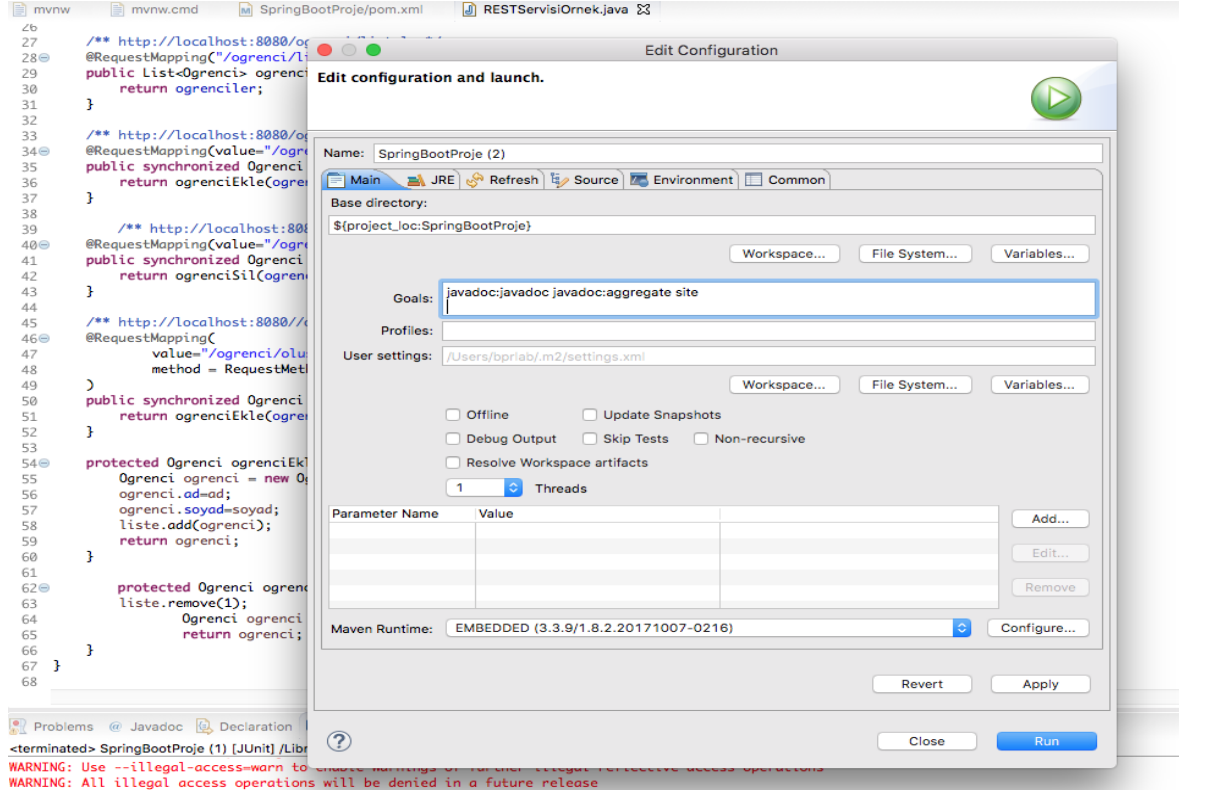 mvnw mvnw.cmd SpringBootProje/pom.xml RESTServisiOrnek.java
26
27 /** http://localhost:8080/og
28 @RequestMapping("/ogrenci/li
29 public List<Ogrenci> ogrenci
30 return ogrenciler;
31 }
32
33 /** http://localhost:8080/og
34 @RequestMapping(value="/ogre
35 public synchronized Ogrenci
36 return ogrenciEkle(ogren
37 }
38
39 /** http://localhost:808
40 @RequestMapping(value="/ogre
41 public synchronized Ogrenci
42 return ogrenciSil(ogren
43 }
44
45 /** http://localhost:8080//o
46 @RequestMapping(
47 value="/ogrenci/olu
48 method = RequestMet
49 )
50 public synchronized Ogrenci
51 return ogrenciEkle(ogre
52 }
53
54 protected Ogrenci ogrenciEkl
55 Ogrenci ogrenci = new Og
56 ogrenci.ad=ad;
57 ogrenci.soyad=soyad;
58 liste.add(ogrenci);
59 return ogrenci;
60 }
61
62 protected Ogrenci ogrenc
63 liste.remove(1);
64 Ogrenci ogrenci
65 return ogrenci;
66 }
67 }
68
Edit Configuration
Edit configuration and launch.
Name: SpringBootProje (2)
Main JRE Refresh Source Environment Common
Base directory:
${project_loc:SpringBootProje}
Workspace... File System... Variables...
Goals: javadoc:javadoc javadoc:aggregate site
Profiles:
User settings: /Users/bprlab/.m2/settings.xml
Workspace... File System... Variables...
Offline Update Snapshots
Debug Output Skip Tests Non-recursive
Resolve Workspace artifacts
1 Threads
Parameter Name Value
Add...
Edit...
Remove
Maven Runtime: EMBEDDED (3.3.9/1.8.2.20171007-0216) Configure...
Revert Apply
? Close Run
Problems @ Javadoc Declaration
<terminated> SpringBootProje (1) [JUnit] /Libr
WARNING: Use --illegal-access=warn to enable warnings of further illegal reflective access operations
WARNING: All illegal access operations will be denied in a future release